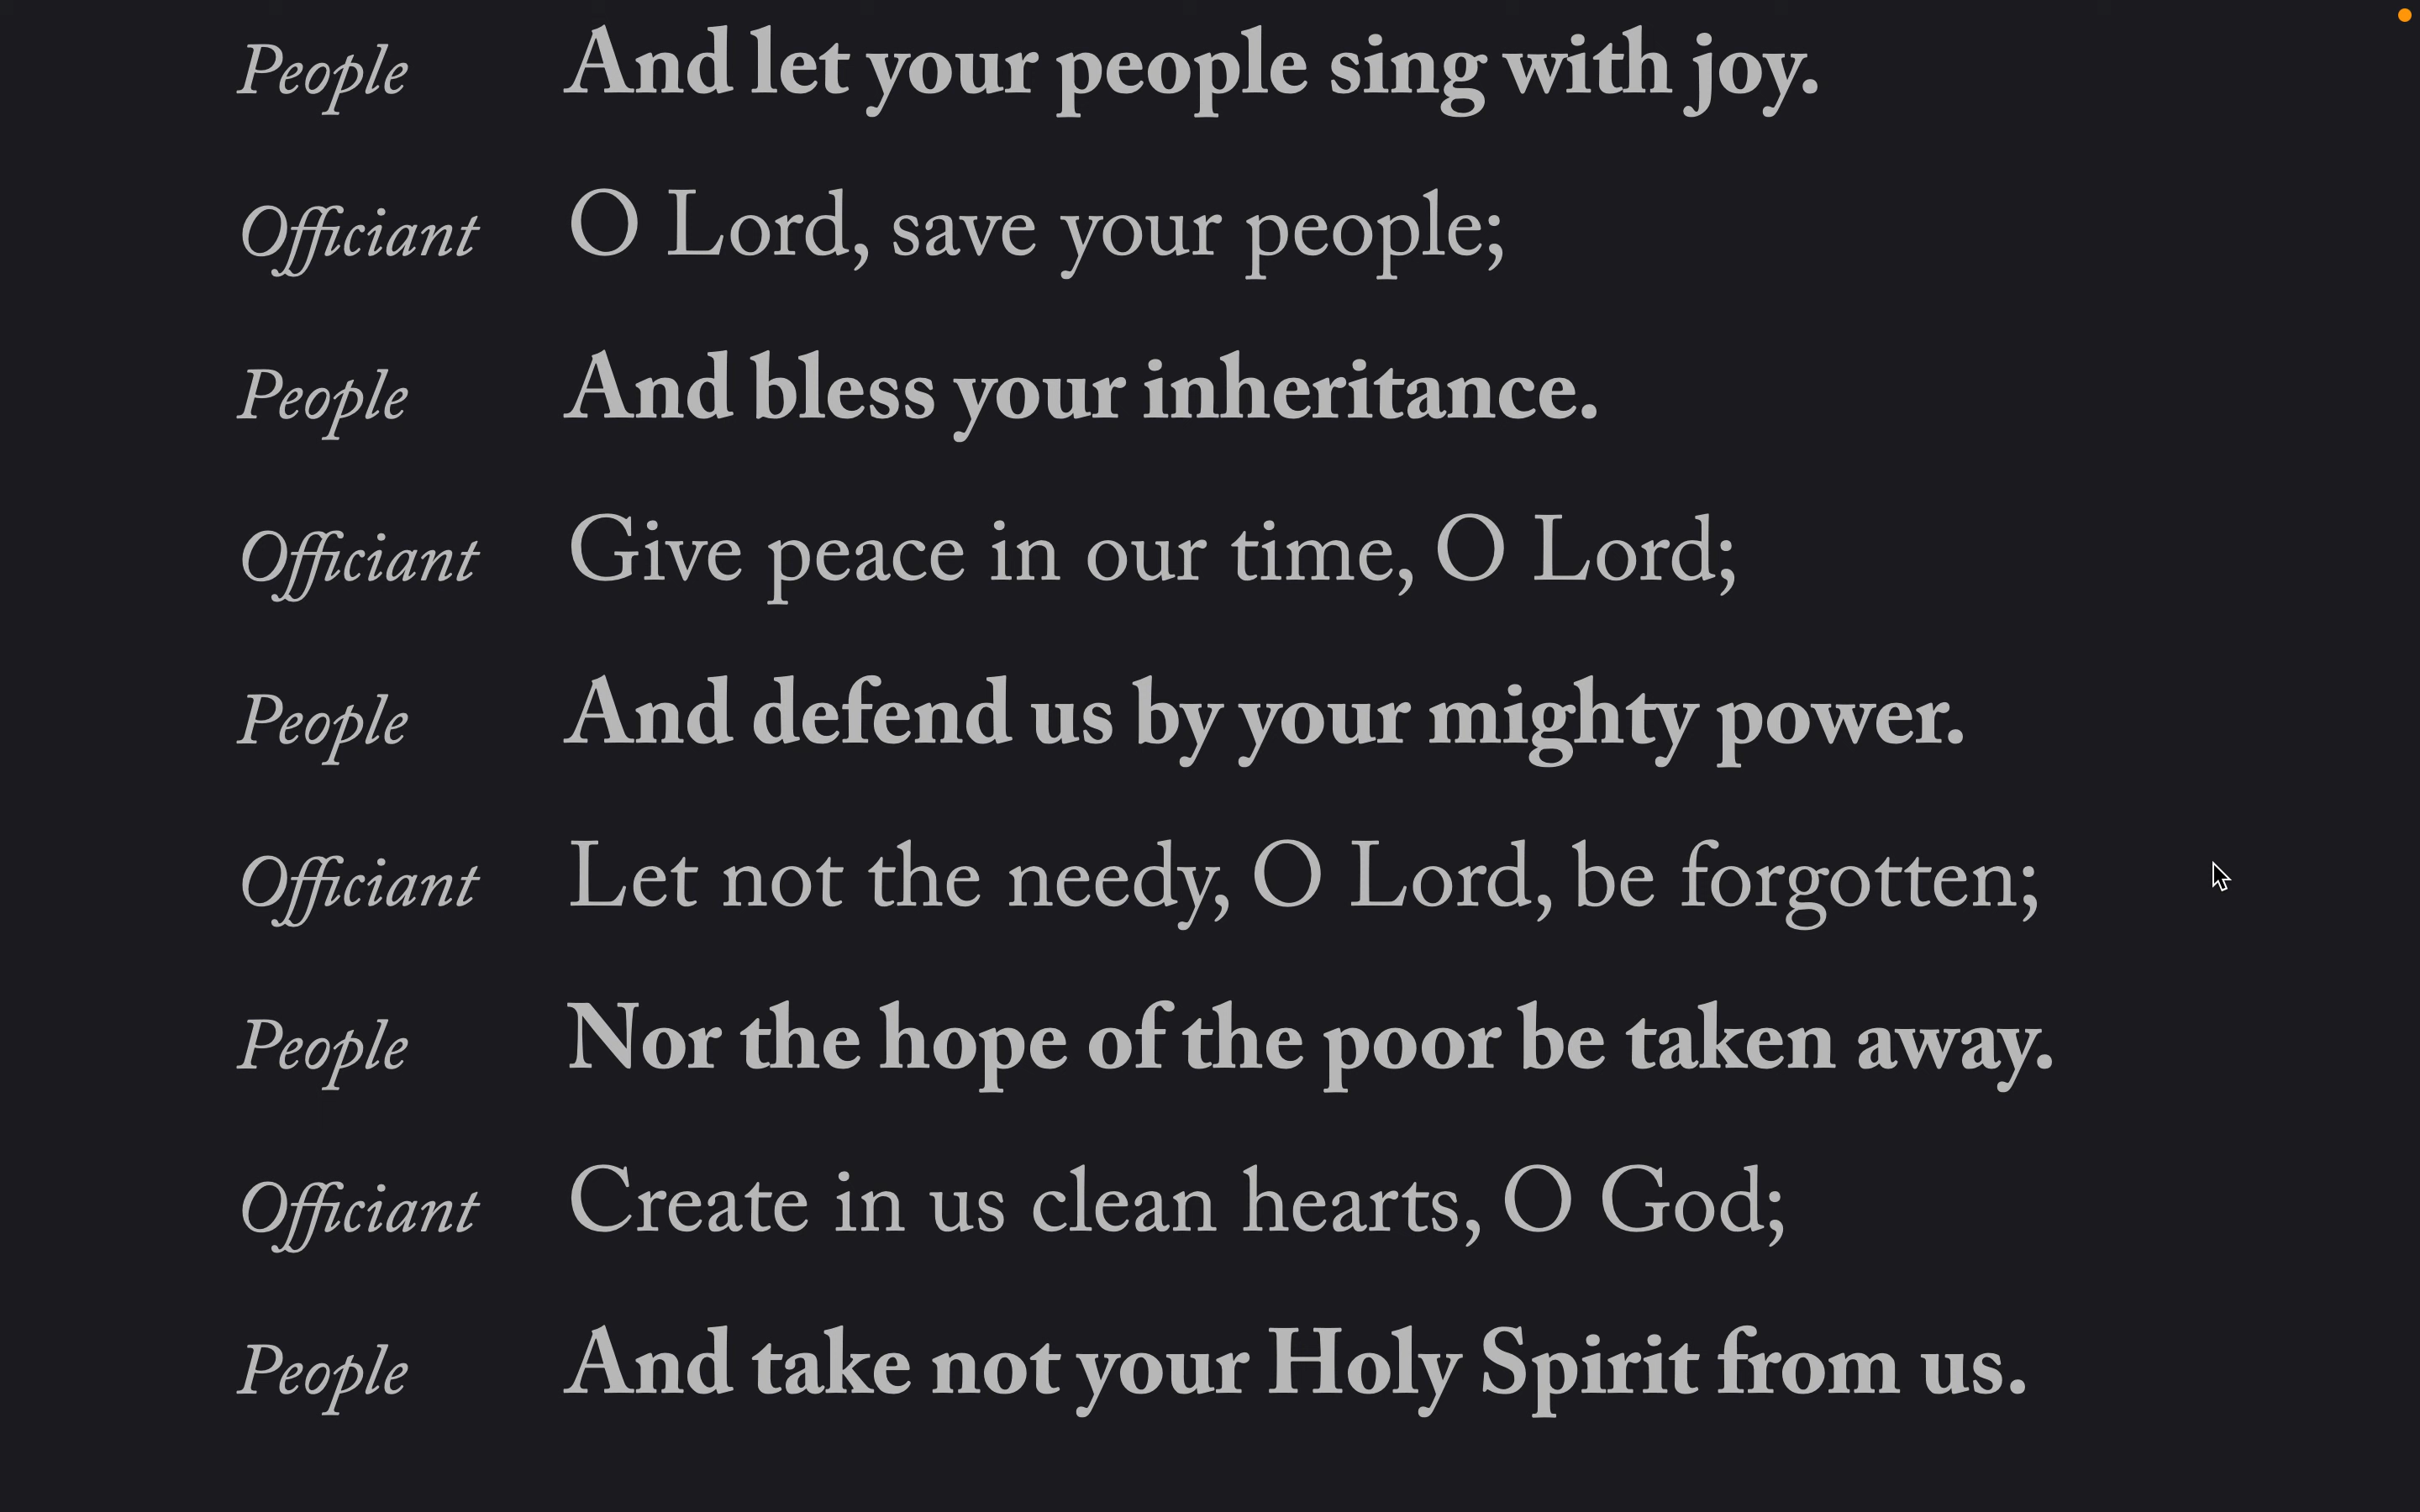 People And let your people sing with joy.
Officiant O Lord, save your people;
People And bless your inheritance.
Officiant Give peace in our time, O Lord;
People And defend us by your mighty power.
Officiant Let not the needy, O Lord, be forgotten;
People Nor the hope of the poor be taken away.
Officiant Create in us clean hearts, O God;
People And take not your Holy Spirit from us.